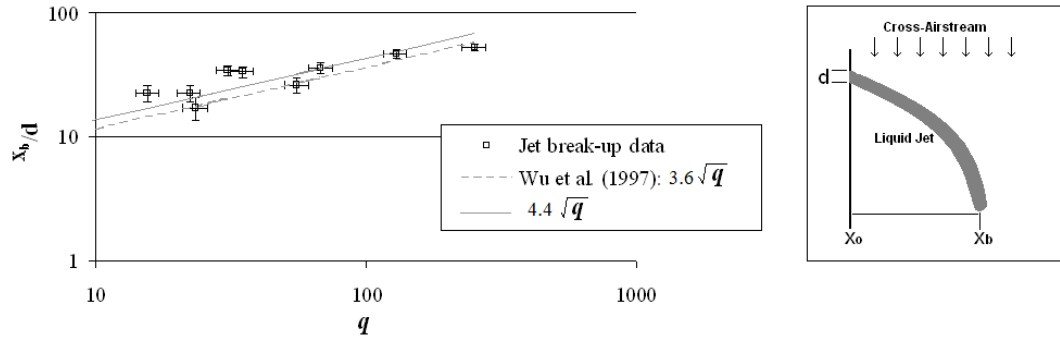 100
10
1
x_b/d
10
100
1000
q
Jet break-up data
Wu et al. (1997): 3.6 √q
4.4 √q
Cross-Airstream
d
Liquid Jet
Xo
Xb